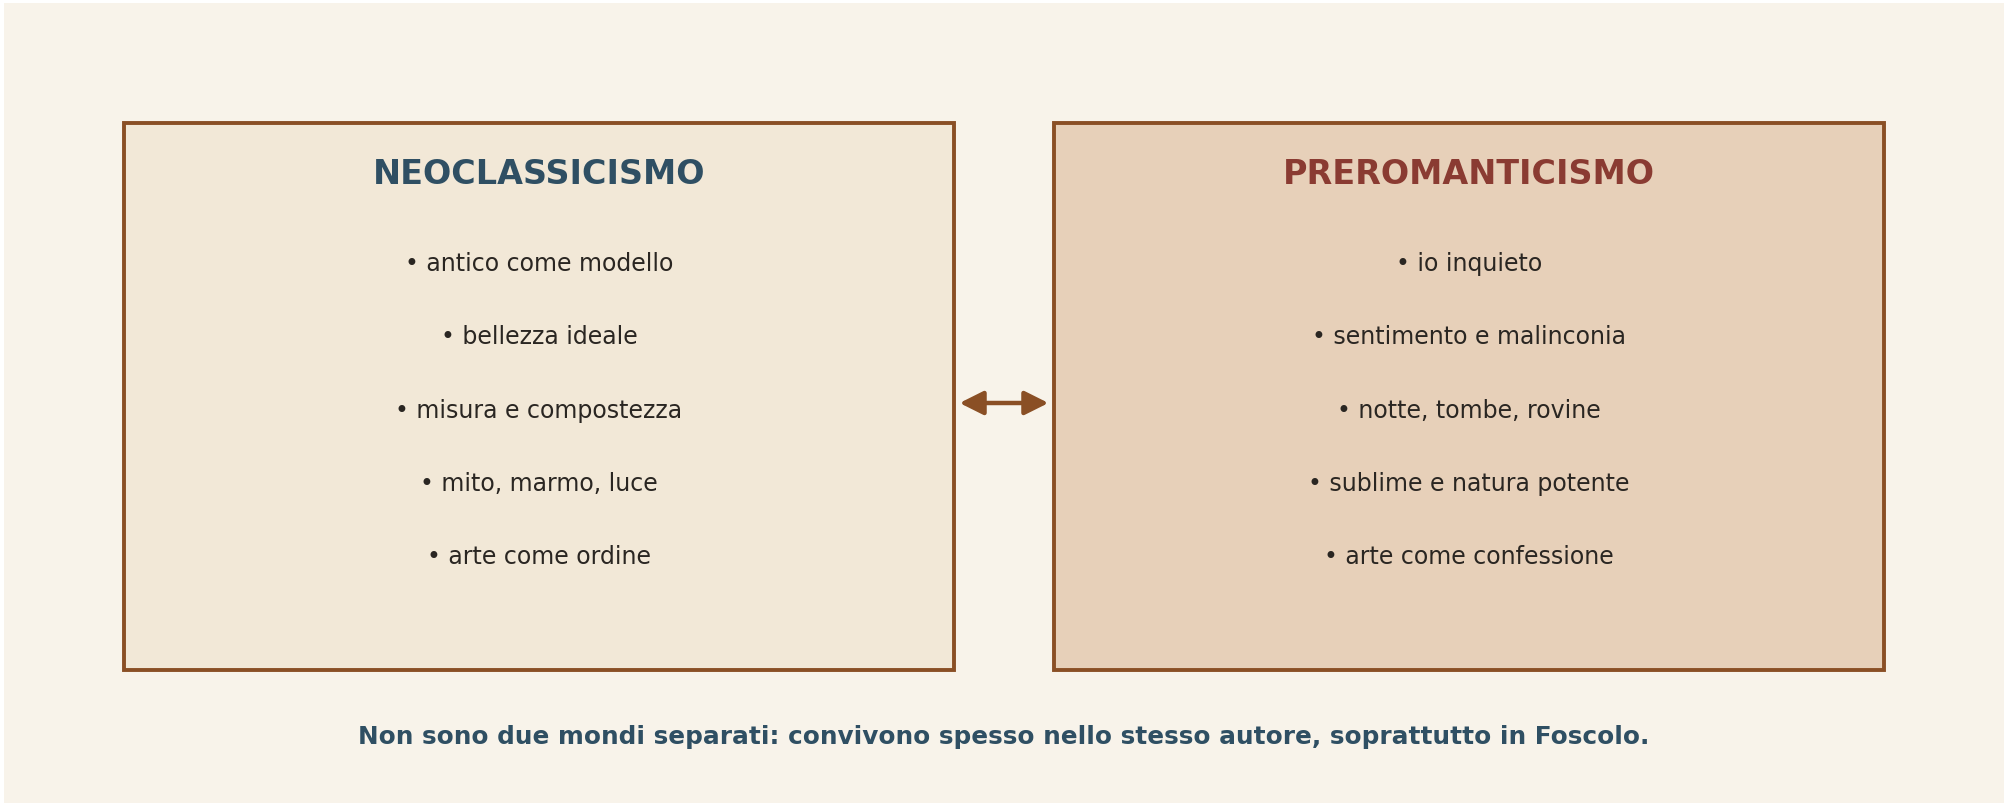 NEOCLASSICISMO
• antico come modello
• bellezza ideale
• misura e compostezza
• mito, marmo, luce
• arte come ordine
PREROMANTICISMO
• io inquieto
• sentimento e malinconia
• notte, tombe, rovine
• sublime e natura potente
• arte come confessione
Non sono due mondi separati: convivono spesso nello stesso autore, soprattutto in Foscolo.